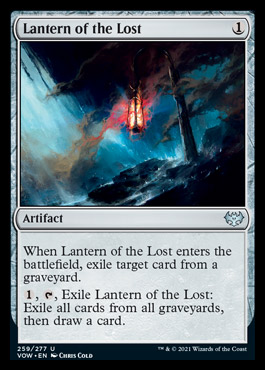 Lantern of the Lost 1
Artifact
When Lantern of the Lost enters the
battlefield, exile target card from a
graveyard.
1, , Exile Lantern of the Lost:
Exile all cards from all graveyards,
then draw a card.
259/277 U
VOW • EN CHRIS COLD
™ & © 2021 Wizards of the Coast